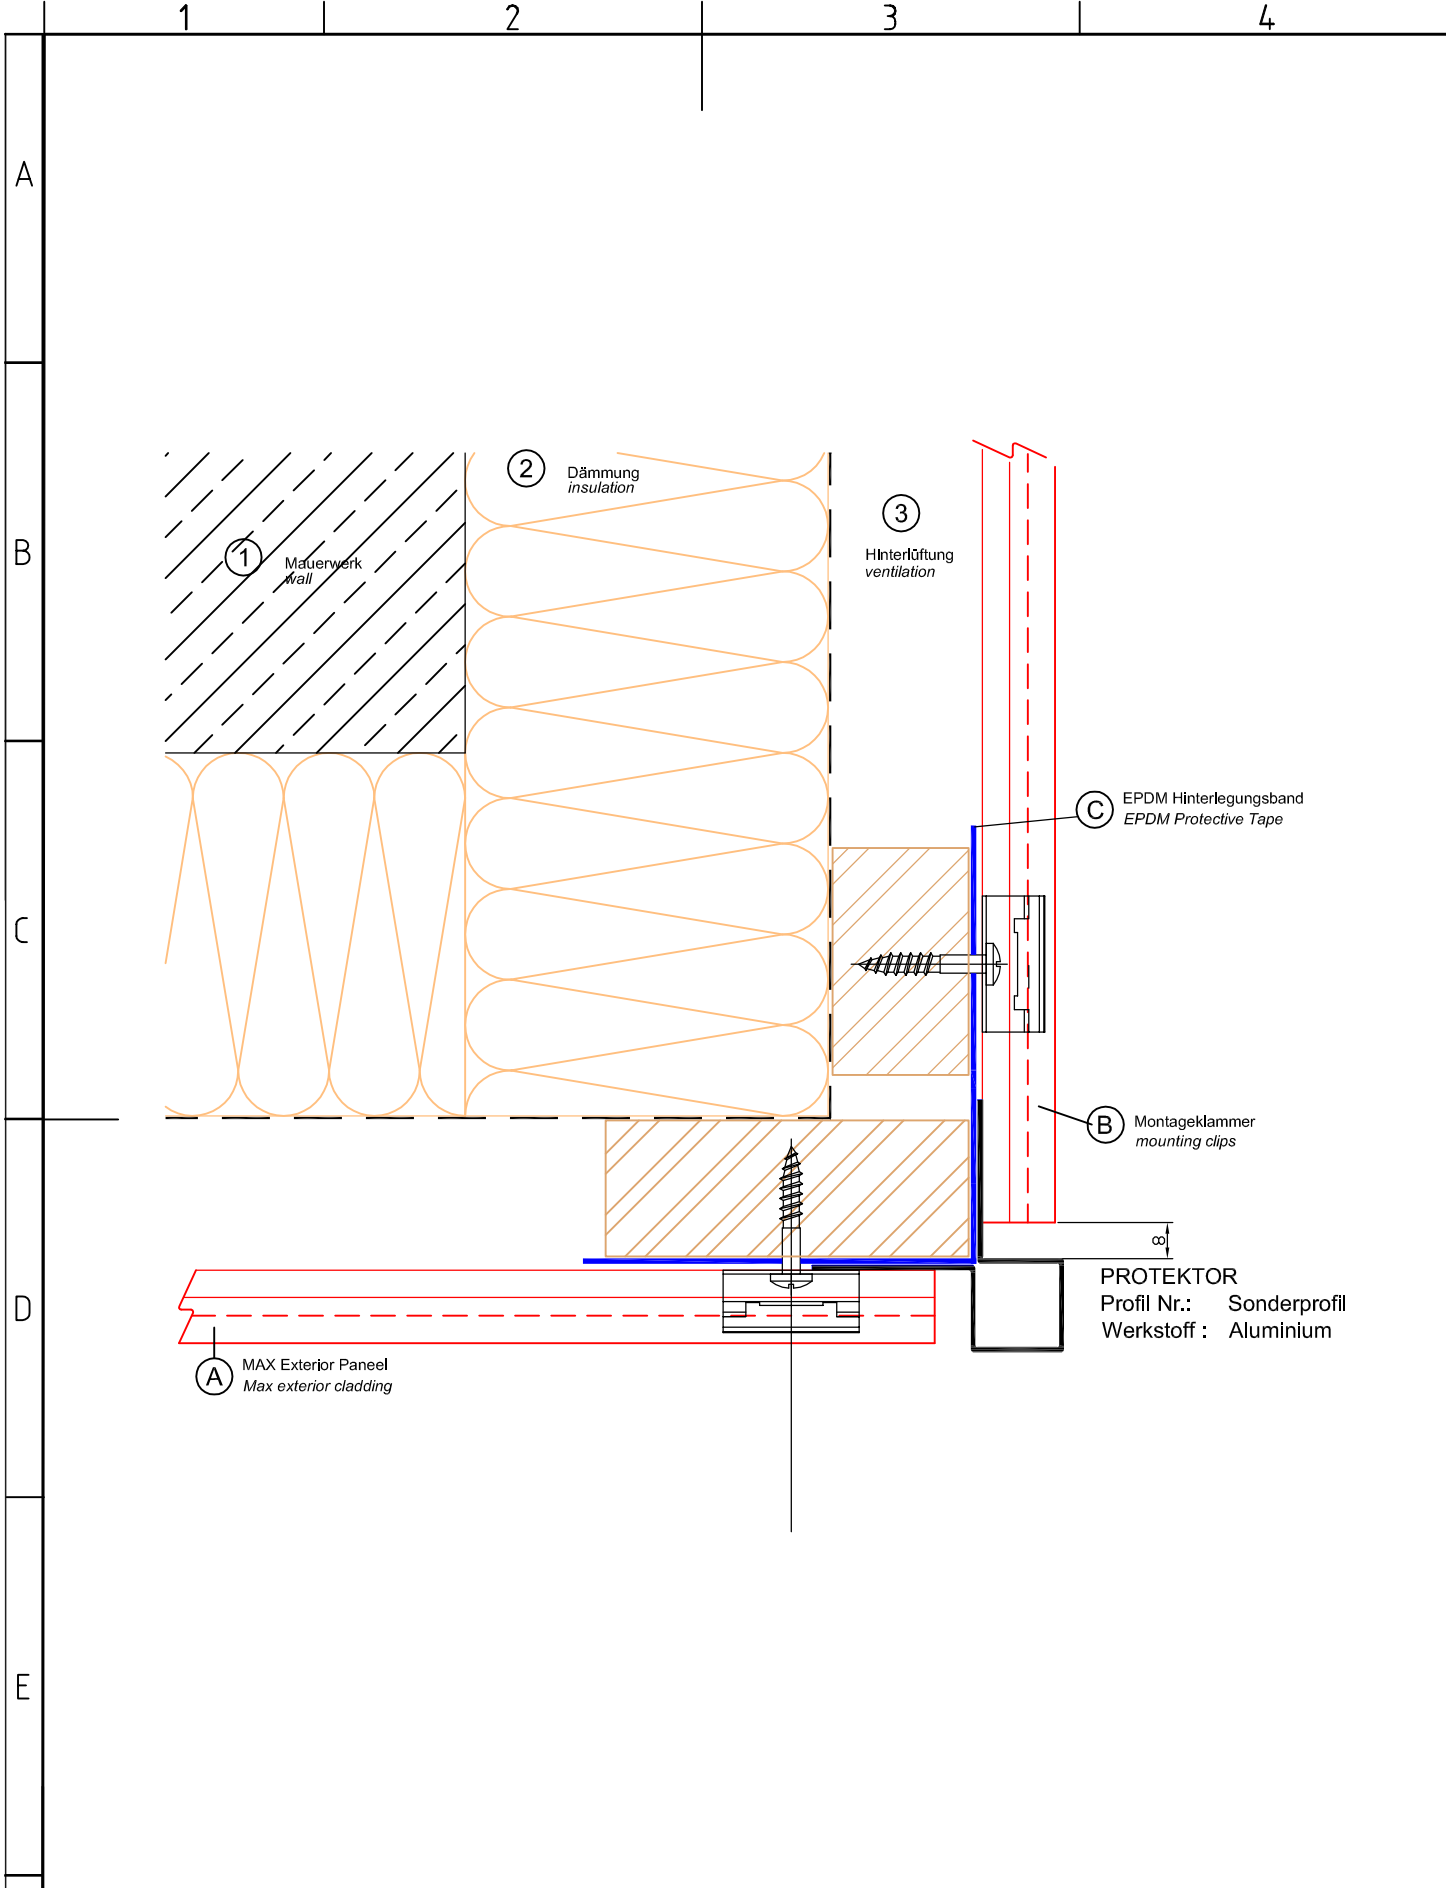 1 2 3 4
A
B
C
D
E
2
Dämmung
insulation
3
Hinterlüftung
ventilation
1
Mauerwerk
wall
C
EPDM Hinterlegungsband
EPDM Protective Tape
B
Montageklammer
mounting clips
8
PROTEKTOR
Profil Nr.: Sonderprofil
Werkstoff : Aluminium
A
MAX Exterior Paneel
Max exterior cladding